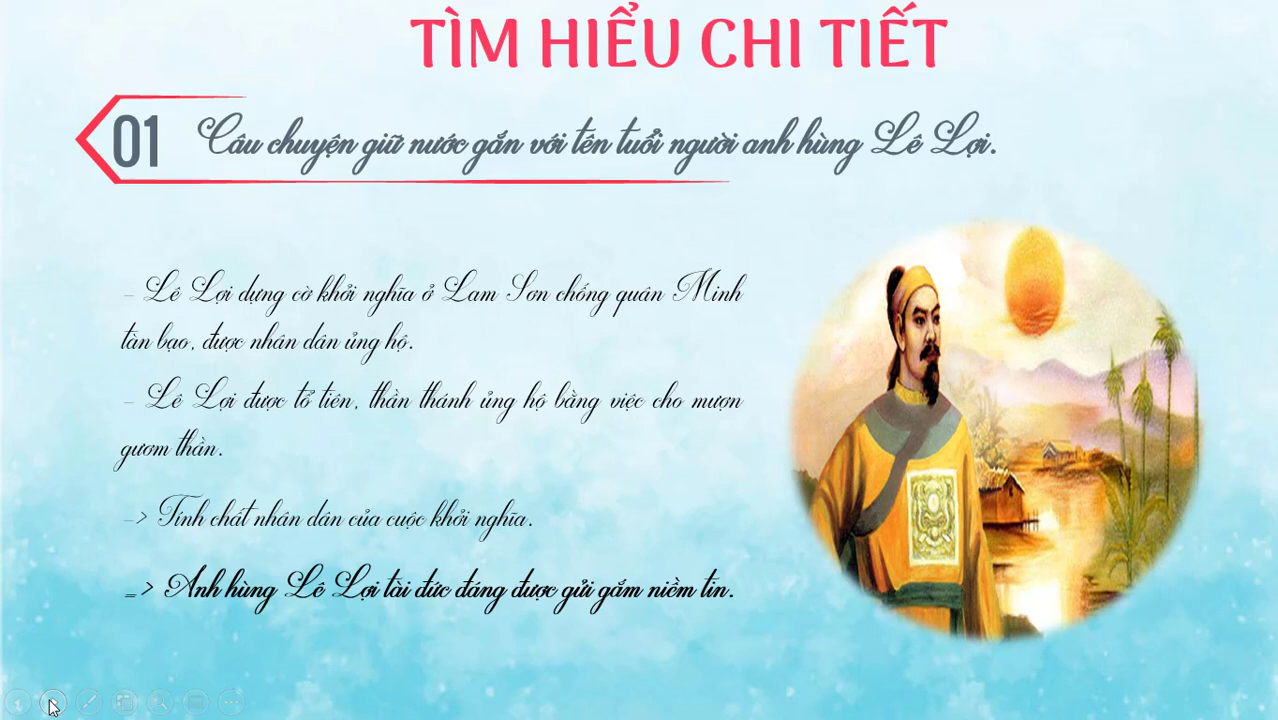 TÌM HIỂU CHI TIẾT
01 Câu chuyện giữ nước gắn với tên tuổi người anh hùng Lê Lợi.
- Lê Lợi dựng cờ khởi nghĩa ở Lam Sơn chống quân Minh
tàn bạo, được nhân dân ủng hộ.
- Lê Lợi được tổ tiên, thần thánh ủng hộ bằng việc cho mượn
gươm thần.
-> Tính chất nhân dân của cuộc khởi nghĩa.
=> Anh hùng Lê Lợi tài đức đáng được gửi gắm niềm tin.